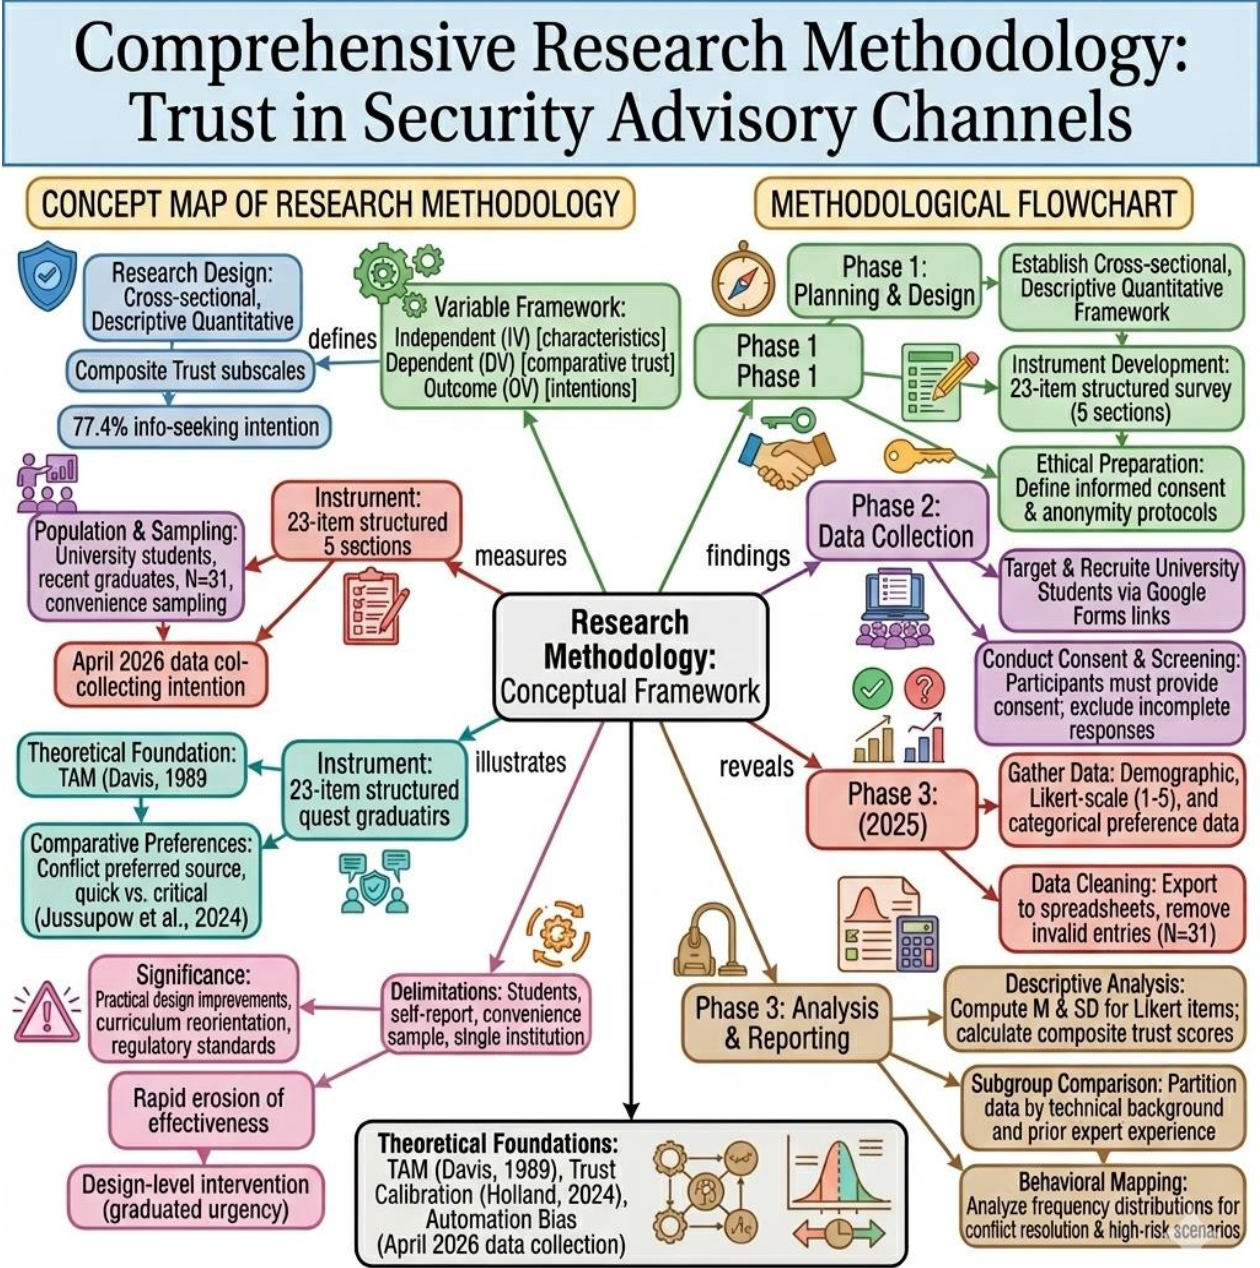 Comprehensive Research Methodology:
Trust in Security Advisory Channels
CONCEPT MAP OF RESEARCH METHODOLOGY
Research Design:
Cross-sectional,
Descriptive Quantitative
Composite Trust subscales
77.4% info-seeking intention
defines
Variable Framework:
Independent (IV) [characteristics]
Dependent (DV) [comparative trust]
Outcome (OV) [intentions]
Instrument:
23-item structured
5 sections
measures
Population & Sampling:
University students,
recent graduates, N=31,
convenience sampling
April 2026 data col-
collecting intention
Research
Methodology:
Conceptual Framework
Theoretical Foundation:
TAM (Davis, 1989
Instrument:
23-item structured
quest graduatirs
illustrates
Comparative Preferences:
Conflict preferred source,
quick vs. critical
(Jussupow et al., 2024)
Significance:
Practical design imprevements,
curriculum reorientation,
regulatory standards
Delimitations: Students,
self-report, convenience
sample, single institution
Rapid erosion of
effectiveness
Design-level intervention
(graduated urgency)
Theoretical Foundations:
TAM (Davis, 1989), Trust
Calibration (Holland, 2024),
Automation Bias
(April 2026 data collection)
METHODOLOGICAL FLOWCHART
Phase 1:
Planning & Design
Establish Cross-sectional,
Descriptive Quantitative
Framework
Phase 1
Phase 1
Instrument Development:
23-item structured survey
(5 sections)
Ethical Preparation:
Define informed consent
& anonymity protocols
findings
Phase 2:
Data Collection
Target & Recruite University
Students via Google
Forms links
Conduct Consent & Screening:
Participants must provide
consent; exclude incomplete
responses
reveals
Phase 3:
(2025)
Gather Data: Demographic,
Likert-scale (1-5), and
categorical preference data
Data Cleaning: Export
to spreadsheets, remove
invalid entries (N=31)
Phase 3: Analysis
& Reporting
Descriptive Analysis:
Compute M & SD for Likert items;
calculate composite trust scores
Subgroup Comparison: Partition
data by technical background
and prior expert experience
Behavioral Mapping:
Analyze frequency distributions for
conflict resolution & high-risk scenarios